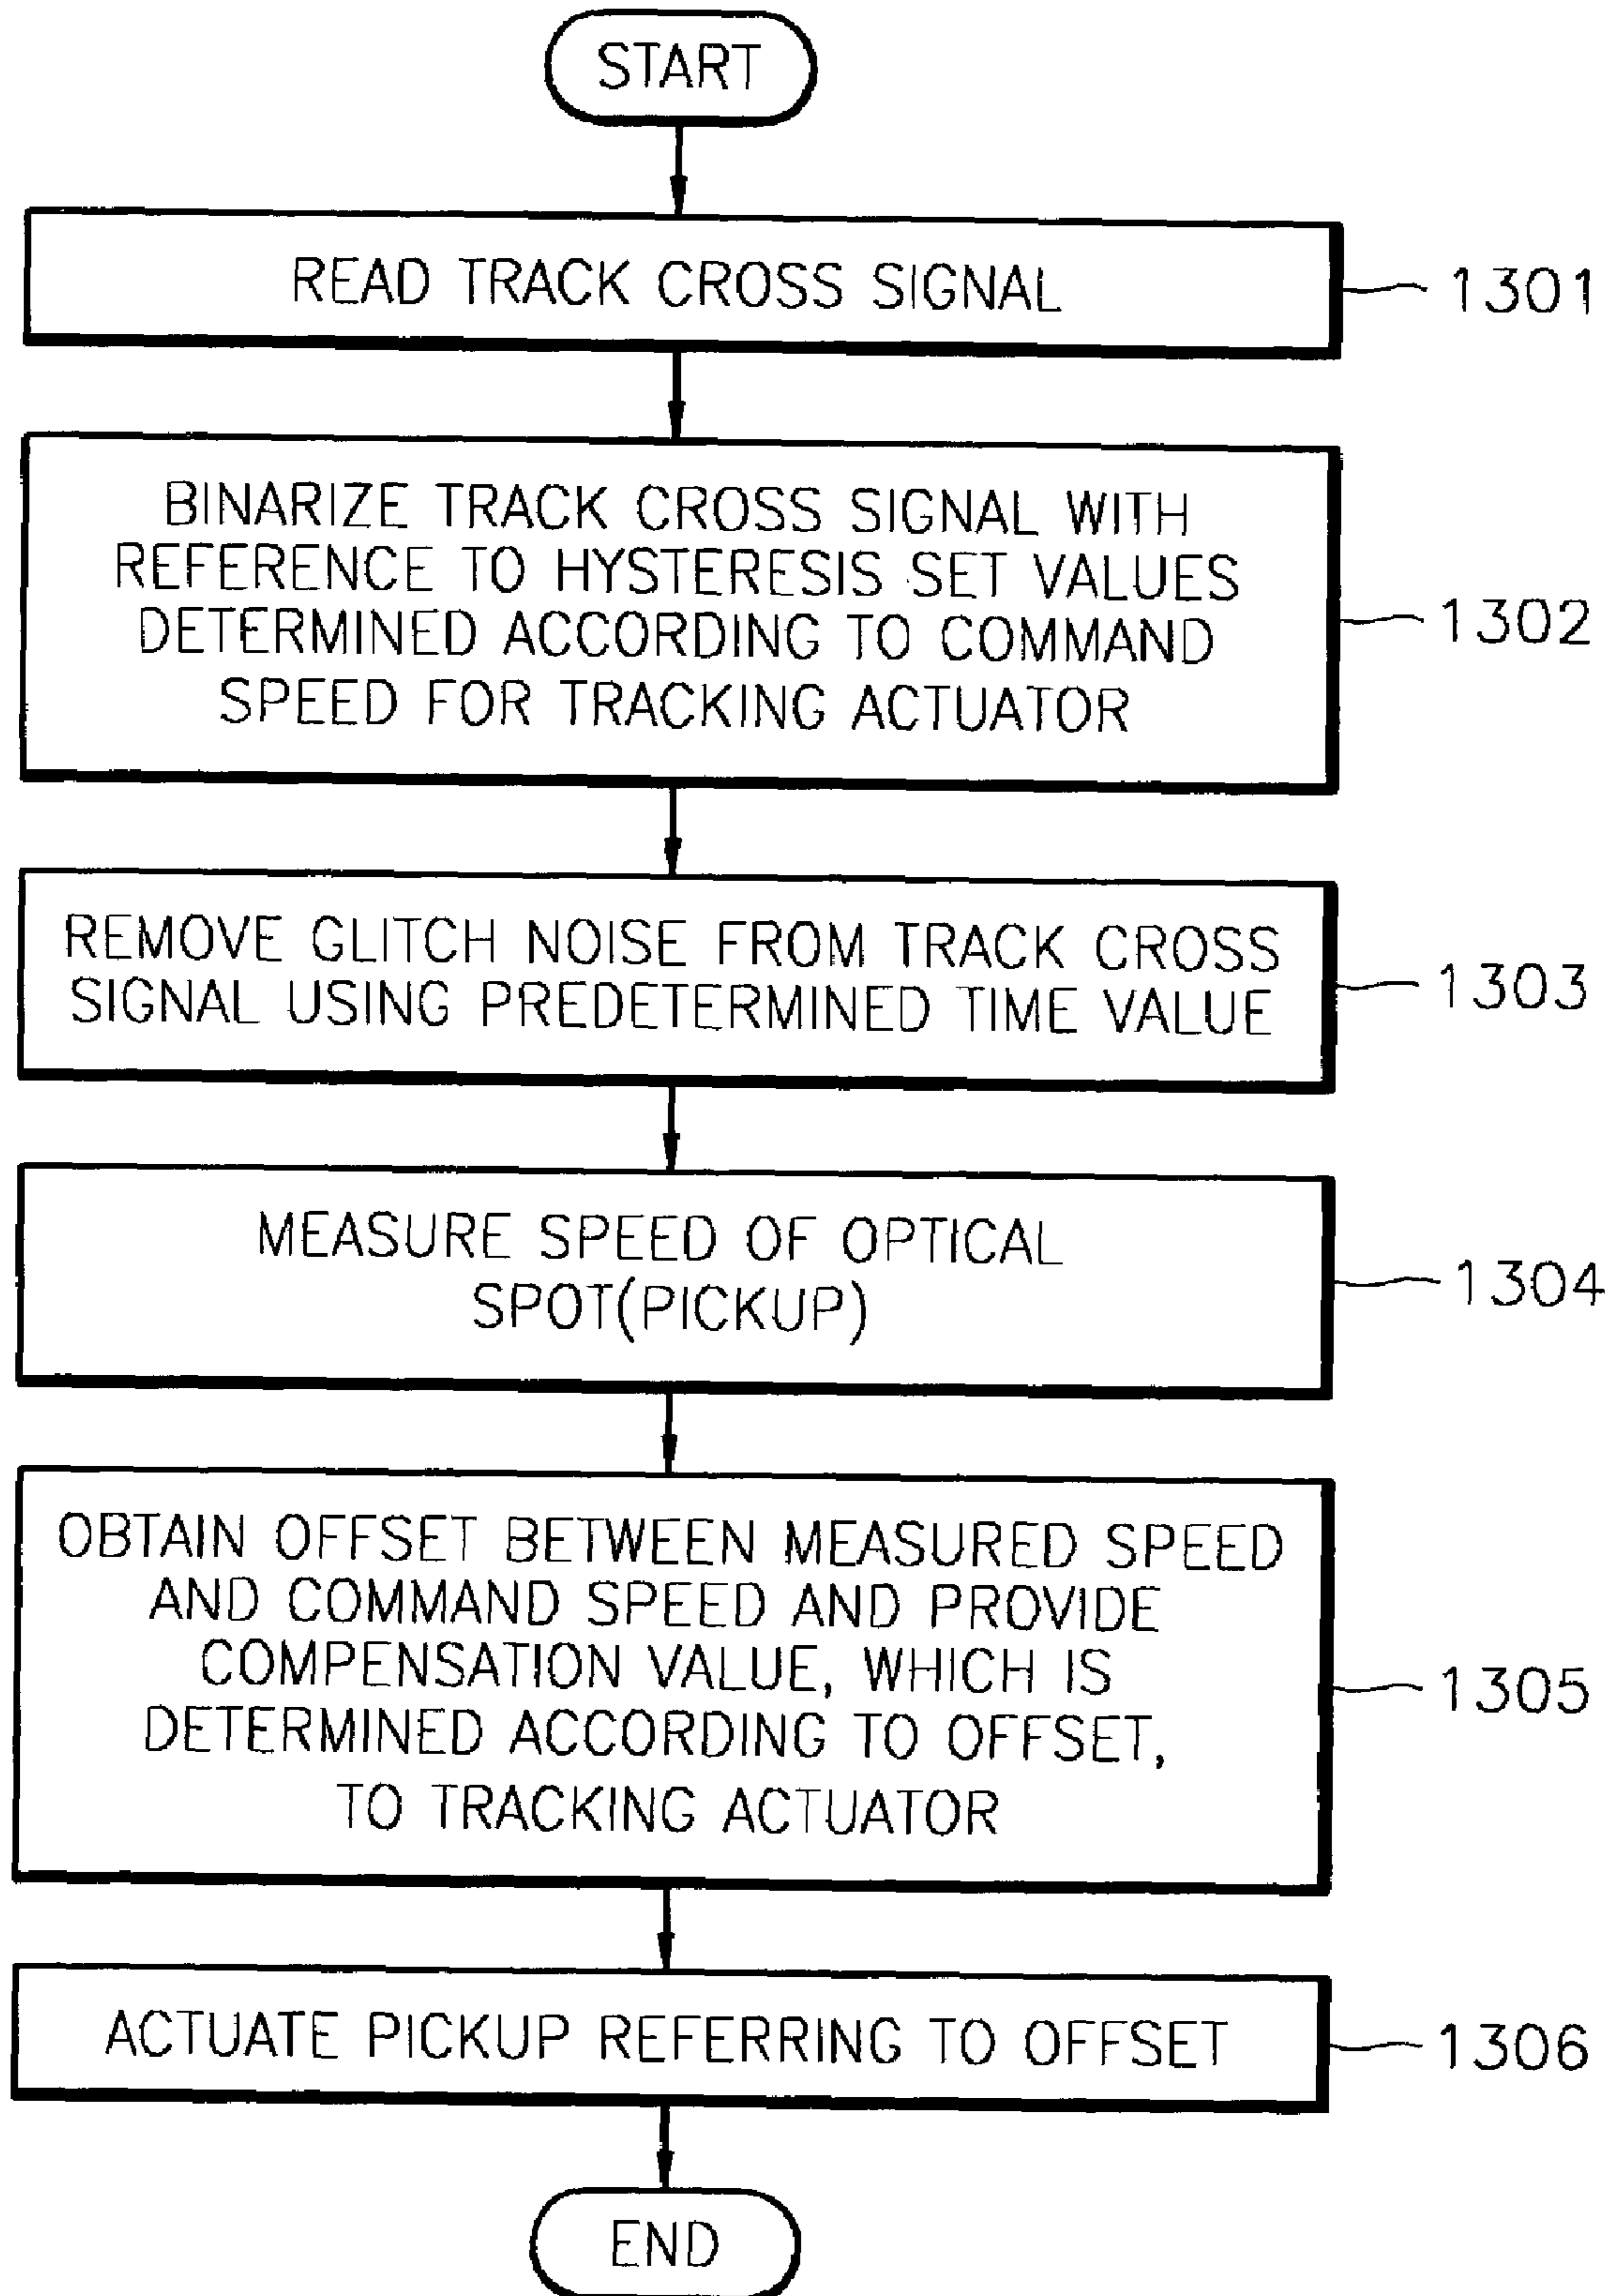 START
READ TRACK CROSS SIGNAL
1301
BINARIZE TRACK CROSS SIGNAL WITH
REFERENCE TO HYSTERESIS SET VALUES
DETERMINED ACCORDING TO COMMAND
SPEED FOR TRACKING ACTUATOR
1302
REMOVE GLITCH NOISE FROM TRACK CROSS
SIGNAL USING PREDETERMINED TIME VALUE
1303
MEASURE SPEED OF OPTICAL
SPOT(PICKUP)
1304
OBTAIN OFFSET BETWEEN MEASURED SPEED
AND COMMAND SPEED AND PROVIDE
COMPENSATION VALUE, WHICH IS
DETERMINED ACCORDING TO OFFSET,
TO TRACKING ACTUATOR
1305
ACTUATE PICKUP REFERRING TO OFFSET
1306
END